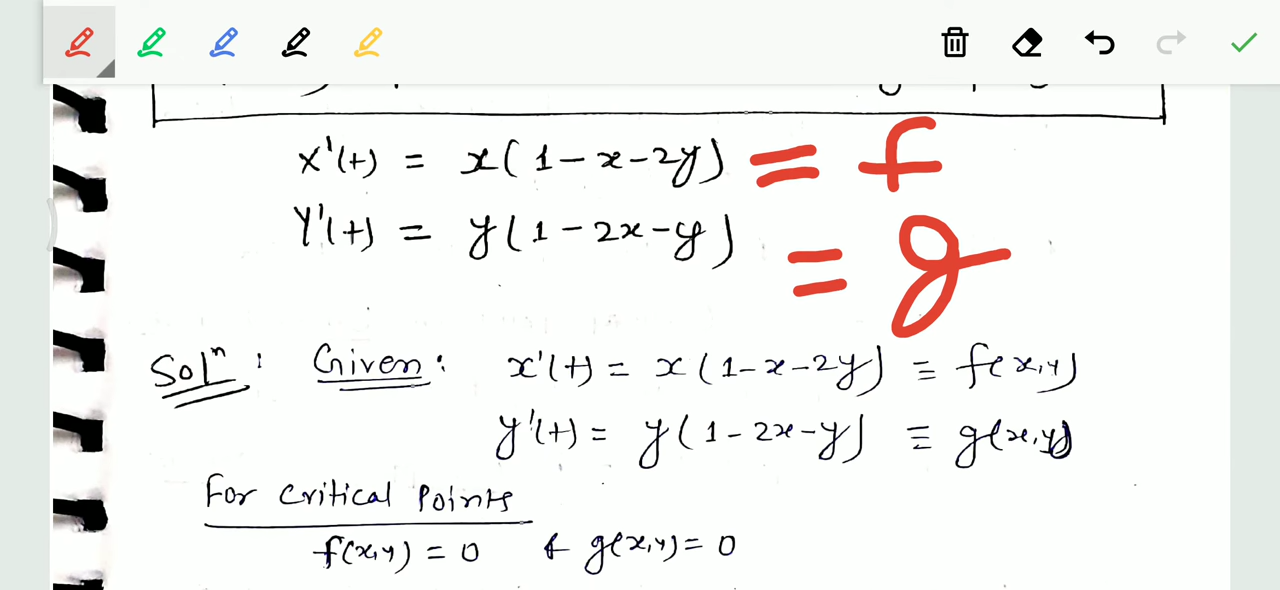 x'(t) = x(1-x-2y) = f
Y'(t) = y(1-2x-y) = g
Solⁿ : Given: x'(t) = x(1-x-2y) ≡ f(x,y)
y'(t) = y(1-2x-y) ≡ g(x,y)
For Critical Points
f(x,y) = 0 & g(x,y) = 0